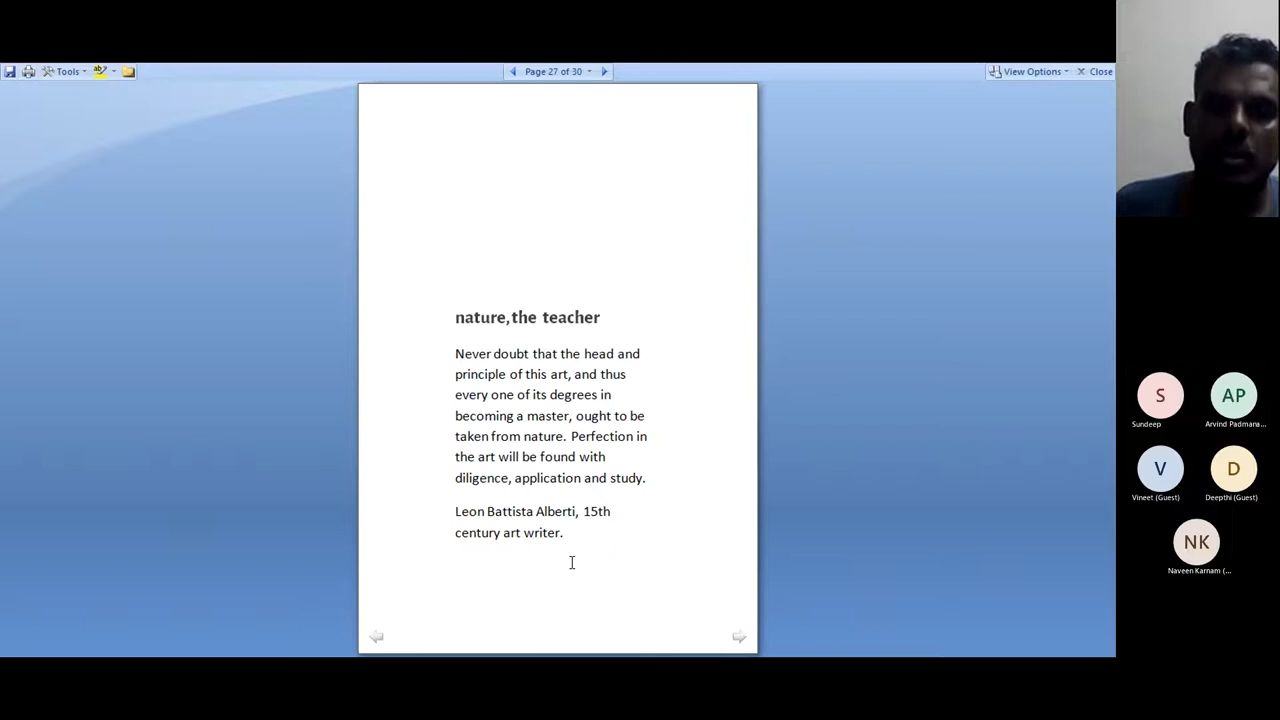 Tools
Page 27 of 30
View Options
Close
nature,the teacher
Never doubt that the head and
principle of this art, and thus
every one of its degrees in
becoming a master, ought to be
taken from nature. Perfection in
the art will be found with
diligence, application and study.
Leon Battista Alberti, 15th
century art writer.
S
AP
Sundeep
Arvind Padmana...
V
D
Vineet (Guest)
Deepthi (Guest)
NK
Naveen Karnam (...